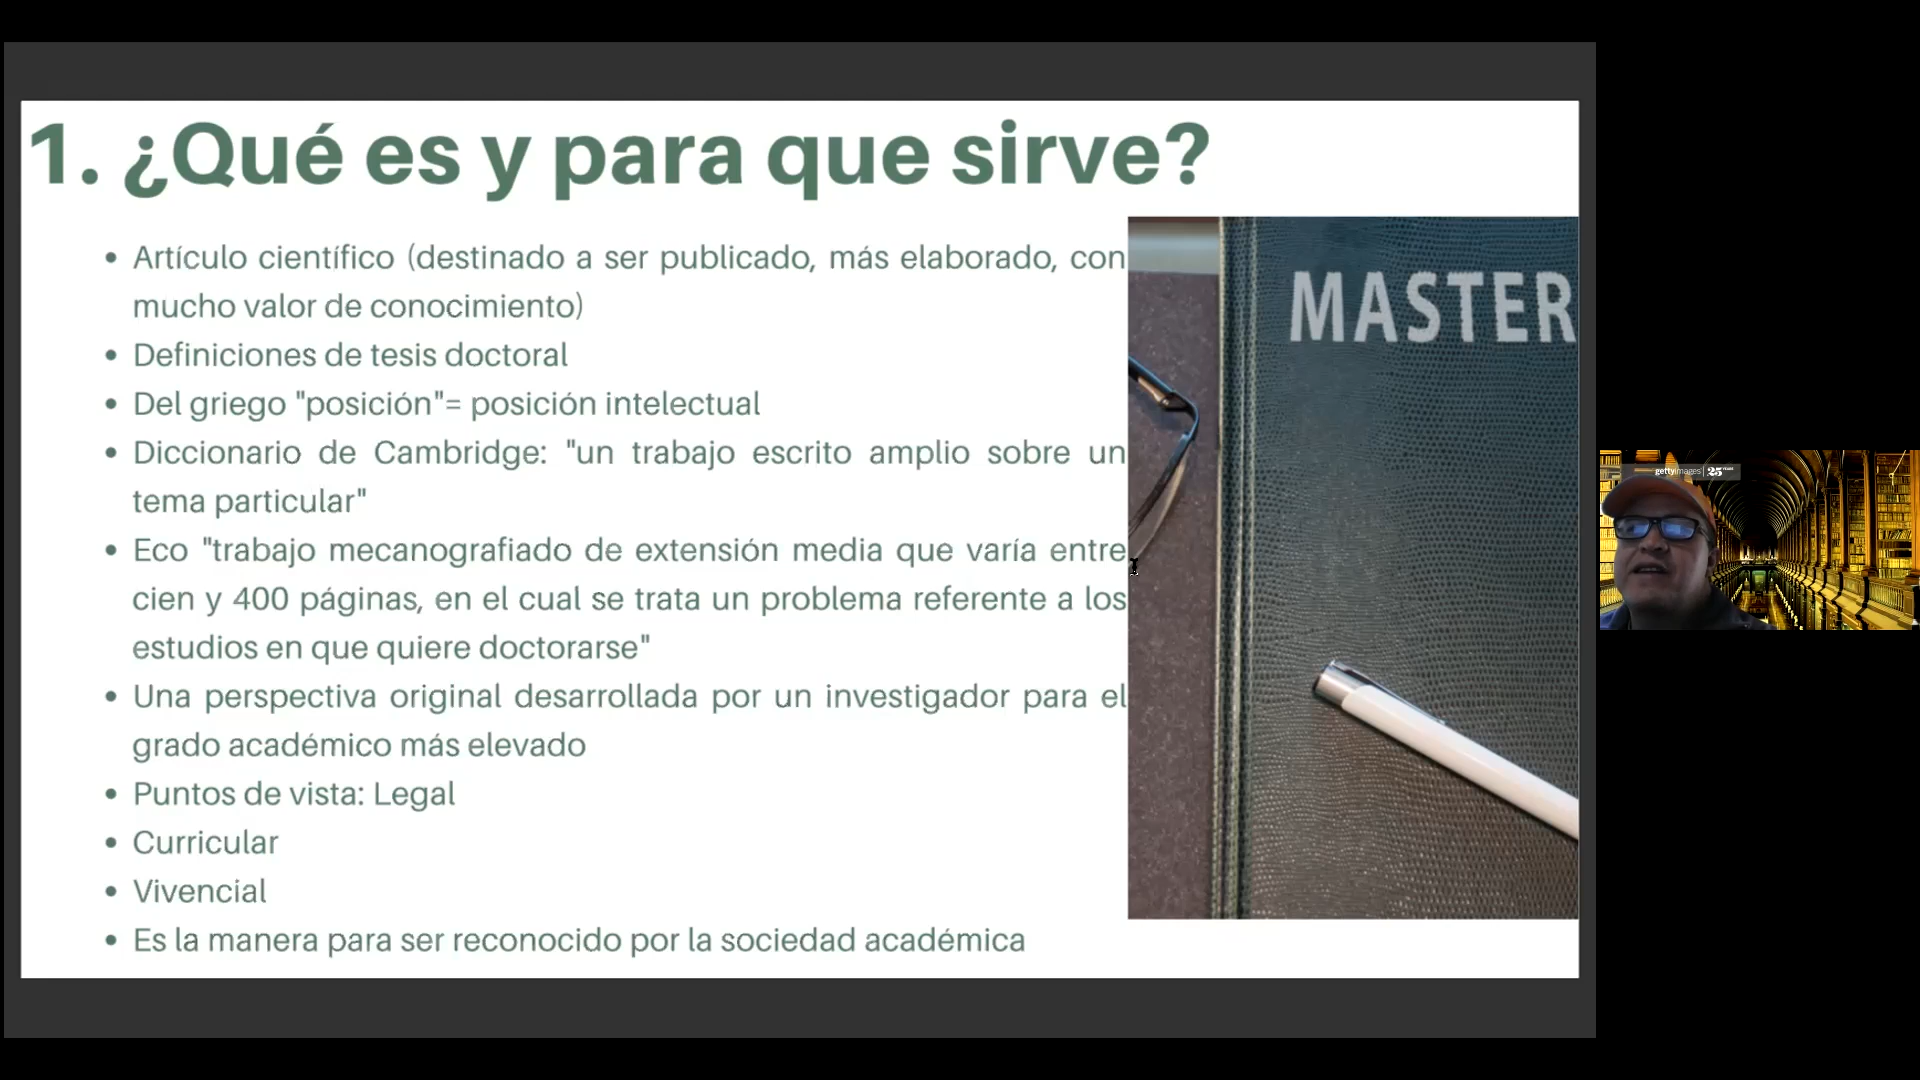 1. ¿Qué es y para que sirve?
• Artículo científico (destinado a ser publicado, más elaborado, con
mucho valor de conocimiento)
• Definiciones de tesis doctoral
• Del griego "posición"= posición intelectual
• Diccionario de Cambridge: "un trabajo escrito amplio sobre un
tema particular"
• Eco "trabajo mecanografiado de extensión media que varía entre
cien y 400 páginas, en el cual se trata un problema referente a los
estudios en que quiere doctorarse"
• Una perspectiva original desarrollada por un investigador para el
grado académico más elevado
• Puntos de vista: Legal
• Curricular
• Vivencial
• Es la manera para ser reconocido por la sociedad académica
MASTER
gettyimages | 25 YEARS